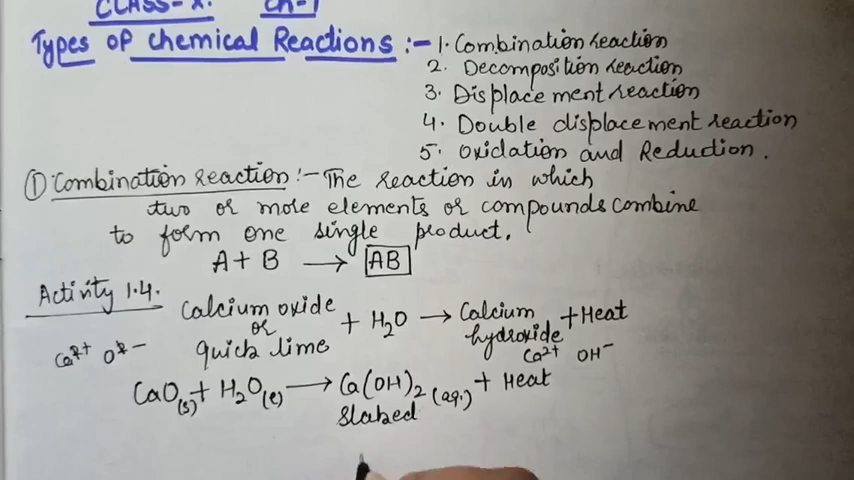 CLASS-X. Ch-1
Types of Chemical Reactions :- 1. Combination reaction
2. Decomposition reaction
3. Displacement reaction
4. Double displacement reaction
5. Oxidation and Reduction.
① Combination reaction :- The reaction in which
two or more elements or compounds combine
to form one single product.
A + B → AB
Activity 1.4.
Calcium oxide or quick lime + H₂O → Calcium hydroxide + Heat
Ca²⁺ O²⁻ Ca²⁺ OH⁻
CaO(s) + H₂O(l) → Ca(OH)₂ (aq.) + Heat
Slaked